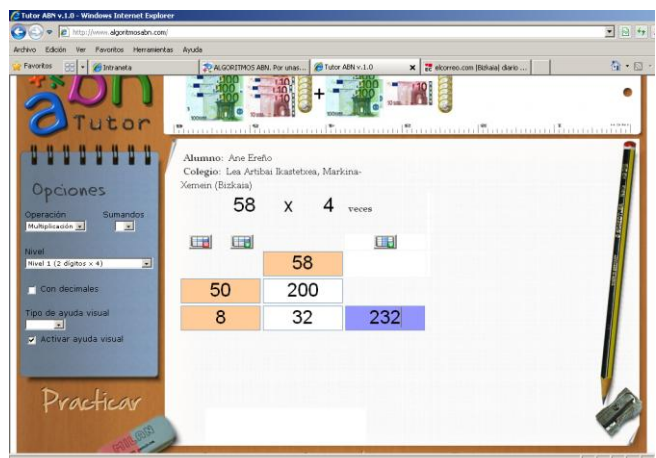 Tutor ABN v.1.0 - Windows Internet Explorer
http://www.algoritmosabn.com/
Archivo Edición Ver Favoritos Herramientas Ayuda
Favoritos Intraneta ALGORITMOS ABN. Por unas... Tutor ABN v.1.0 elcorreo.com (Bizkaia) diario ...
abn
Tutor
Alumno: Ane Ereño
Colegio: Lea Artibai Ikastetxea, Markina-
Xemein (Bizkaia)
58 x 4 veces
Opciones
Operación Sumandos
Multiplicación
Nivel
Nivel 1 (2 dígitos x 4)
Con decimales
Tipo de ayuda visual
Activar ayuda visual
58
50 200
8 32 232
Practicar